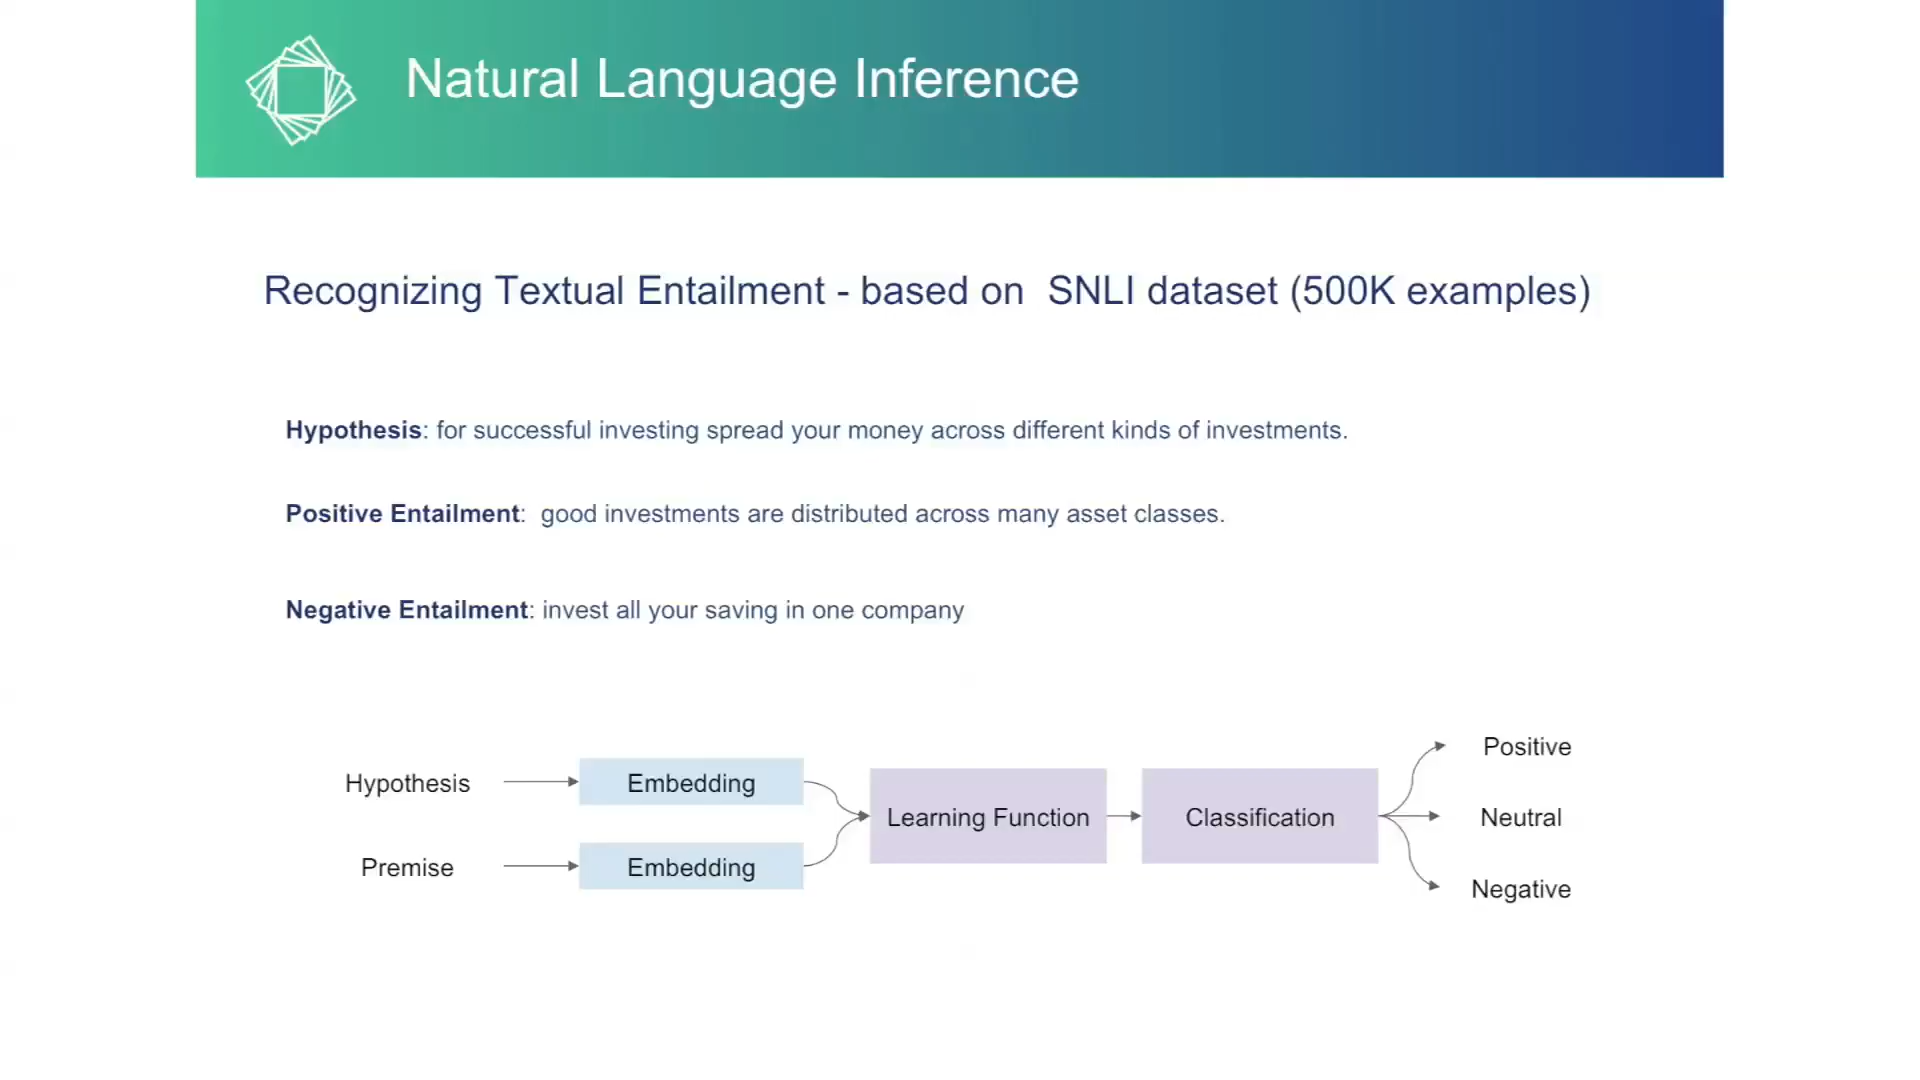 Natural Language Inference
Recognizing Textual Entailment - based on  SNLI dataset (500K examples)
Hypothesis: for successful investing spread your money across different kinds of investments.
Positive Entailment:  good investments are distributed across many asset classes.
Negative Entailment: invest all your saving in one company
Hypothesis
Embedding
Premise
Embedding
Learning Function
Classification
Positive
Neutral
Negative